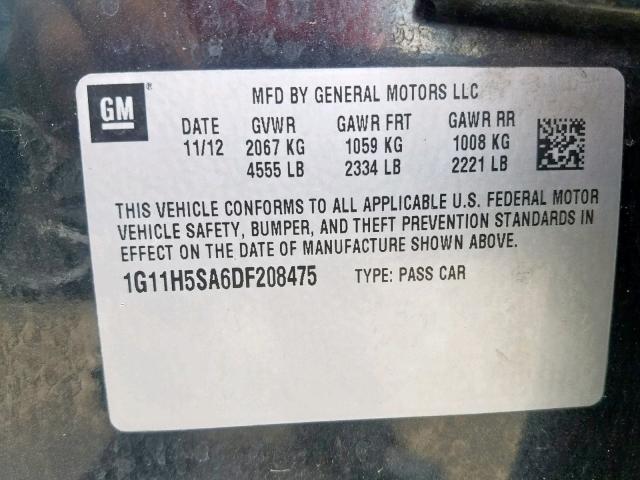 GM®
MFD BY GENERAL MOTORS LLC
DATE GVWR GAWR FRT GAWR RR
11/12 2067 KG 1059 KG 1008 KG
4555 LB 2334 LB 2221 LB
THIS VEHICLE CONFORMS TO ALL APPLICABLE U.S. FEDERAL MOTOR
VEHICLE SAFETY, BUMPER, AND THEFT PREVENTION STANDARDS IN
EFFECT ON THE DATE OF MANUFACTURE SHOWN ABOVE.
1G11H5SA6DF208475 TYPE: PASS CAR